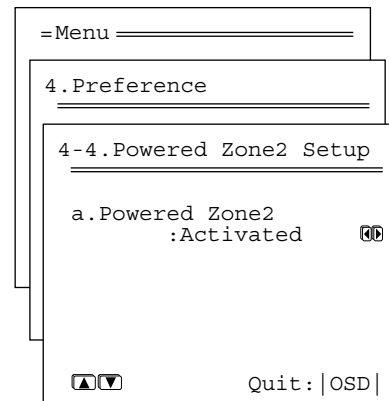 =Menu
4.Preference
4-4.Powered Zone2 Setup
a.Powered Zone2
:Activated
Quit:|OSD|